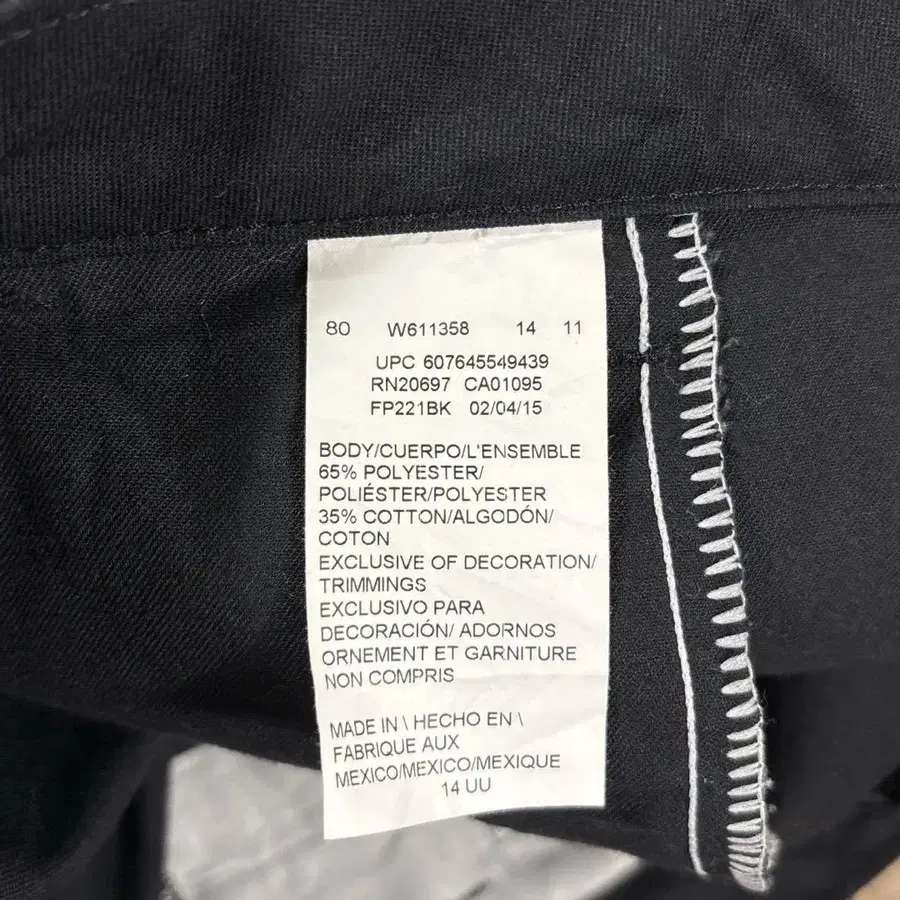 80 W611358 14 11
UPC 607645549439
RN20697 CA01095
FP221BK 02/04/15
BODY/CUERPO/L'ENSEMBLE
65% POLYESTER/
POLIÉSTER/POLYESTER
35% COTTON/ALGODÓN/
COTON
EXCLUSIVE OF DECORATION/
TRIMMINGS
EXCLUSIVO PARA
DECORACIÓN/ ADORNOS
ORNEMENT ET GARNITURE
NON COMPRIS
MADE IN \ HECHO EN \
FABRIQUE AUX
MEXICO/MEXICO/MEXIQUE
14 UU